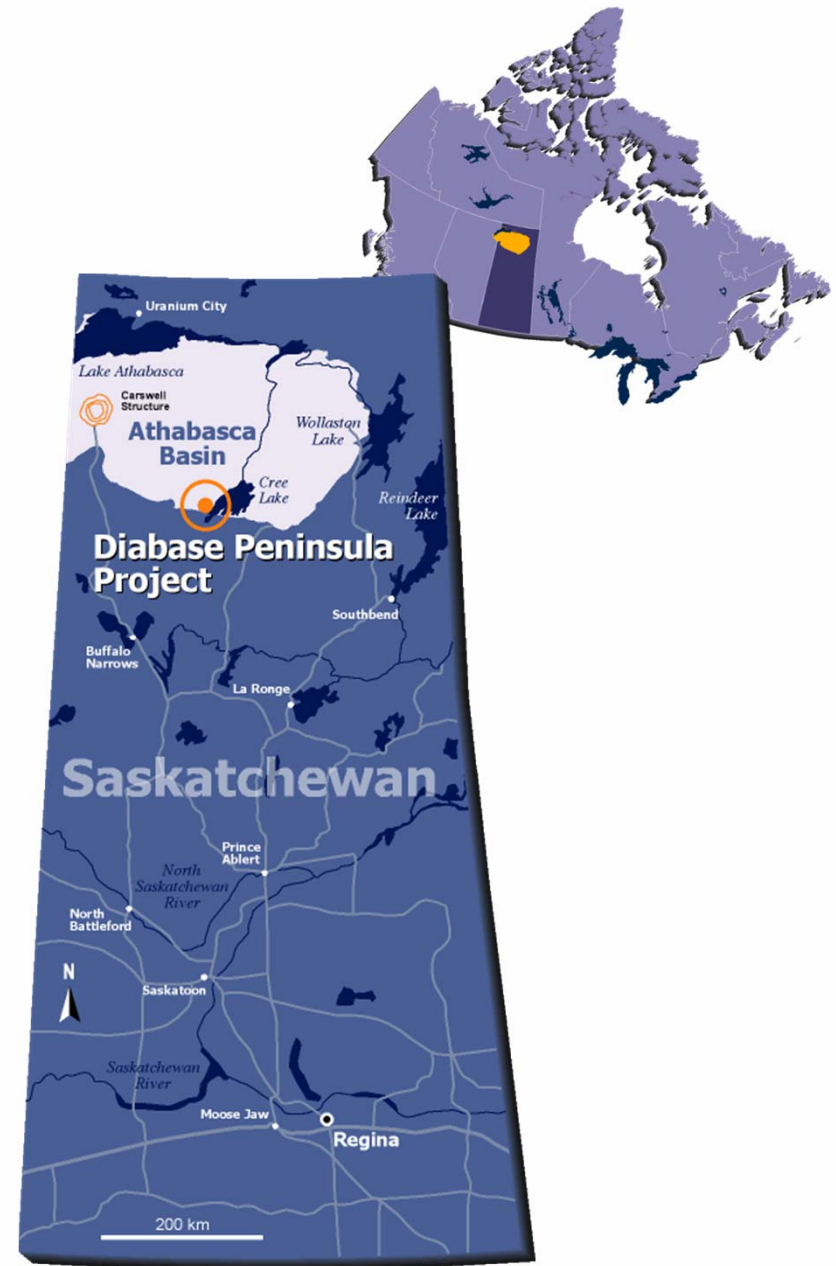 Uranium City
Lake Athabasca
Carswell
Structure
Athabasca
Basin
Wollaston
Lake
Cree
Lake
Reindeer
Lake
Diabase Peninsula
Project
Southbend
Buffalo
Narrows
La Ronge
Saskatchewan
Prince
Ablert
North
Saskatchewan
River
North
Battleford
N
Saskatoon
Saskatchewan
River
Moose Jaw
Regina
200 km